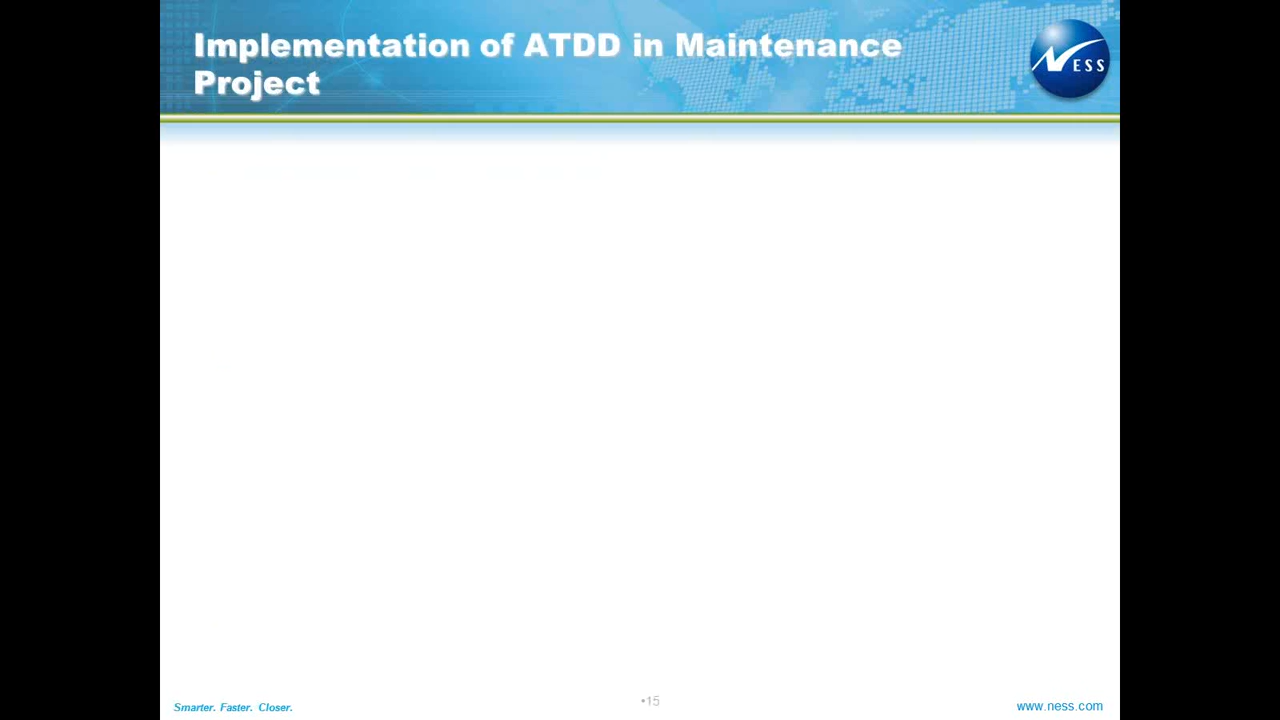 Implementation of ATDD in Maintenance
Project
NESS
Smarter. Faster. Closer.
•15
www.ness.com